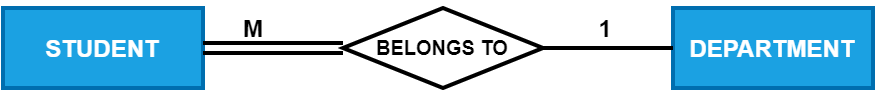 STUDENT
M
BELONGS TO
1
DEPARTMENT